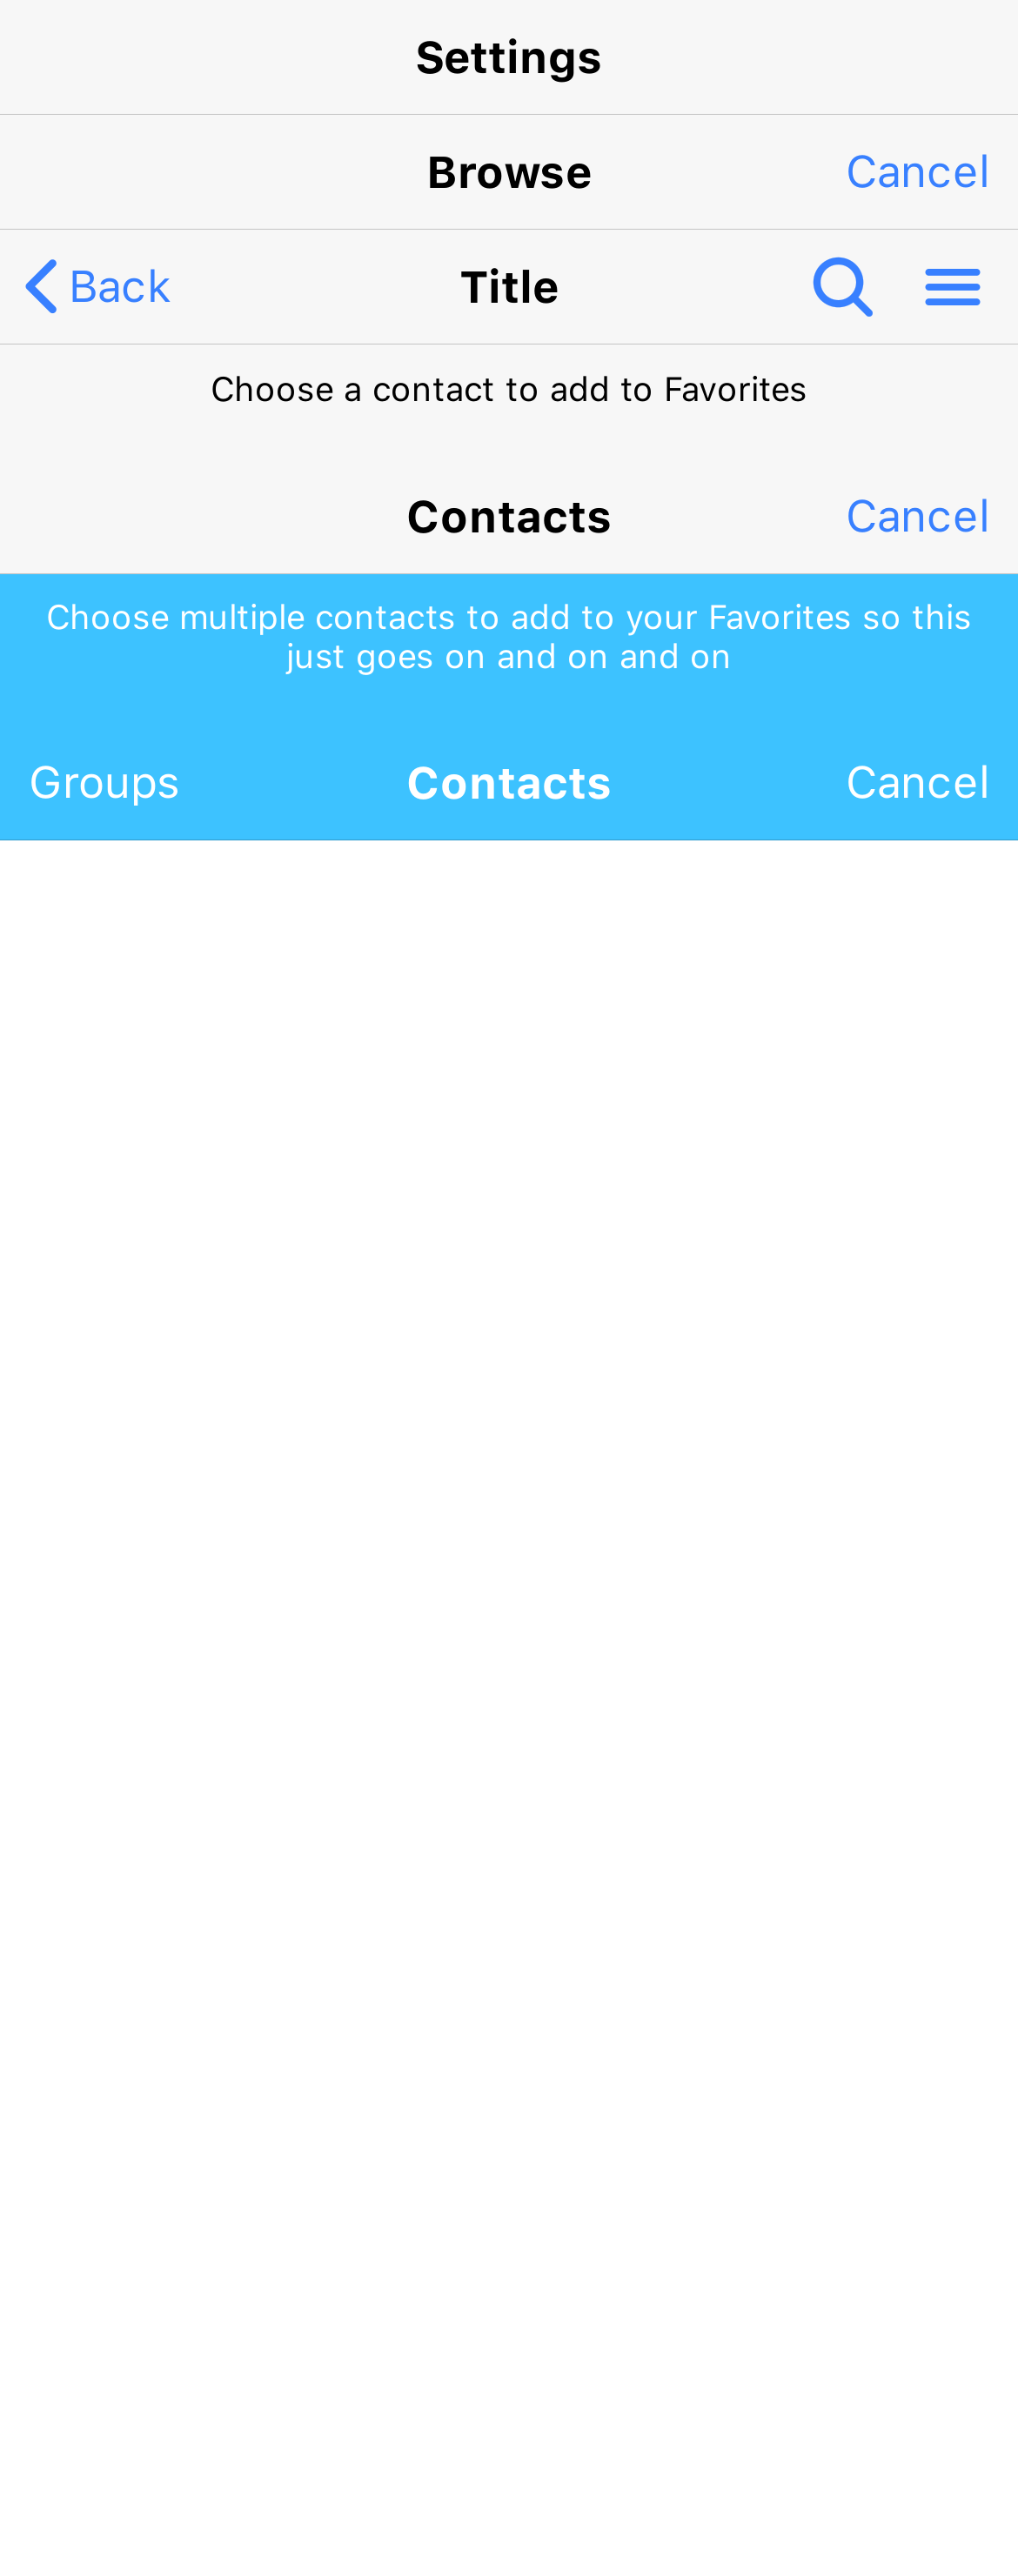 Settings
Browse Cancel
Back Title
Choose a contact to add to Favorites
Contacts Cancel
Choose multiple contacts to add to your Favorites so this
just goes on and on and on
Groups Contacts Cancel